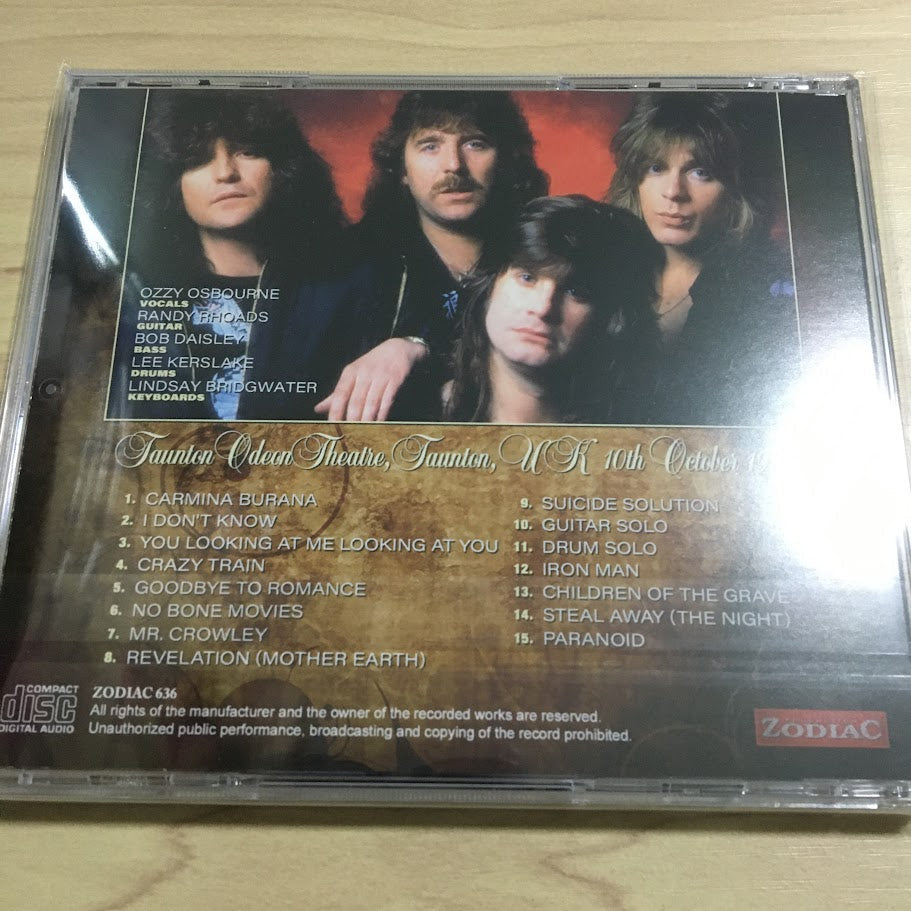 OZZY OSBOURNE
VOCALS
RANDY RHOADS
GUITAR
BOB DAISLEY
BASS
LEE KERSLAKE
DRUMS
LINDSAY BRIDGWATER
KEYBOARDS
Taunton Odeon Theatre, Taunton, UK 10th October
1. CARMINA BURANA
2. I DON'T KNOW
3. YOU LOOKING AT ME LOOKING AT YOU
4. CRAZY TRAIN
5. GOODBYE TO ROMANCE
6. NO BONE MOVIES
7. MR. CROWLEY
8. REVELATION (MOTHER EARTH)
9. SUICIDE SOLUTION
10. GUITAR SOLO
11. DRUM SOLO
12. IRON MAN
13. CHILDREN OF THE GRAVE
14. STEAL AWAY (THE NIGHT)
15. PARANOID
COMPACT
disc
DIGITAL AUDIO
ZODIAC 636
All rights of the manufacturer and the owner of the recorded works are reserved.
Unauthorized public performance, broadcasting and copying of the record prohibited.
ZODIAC